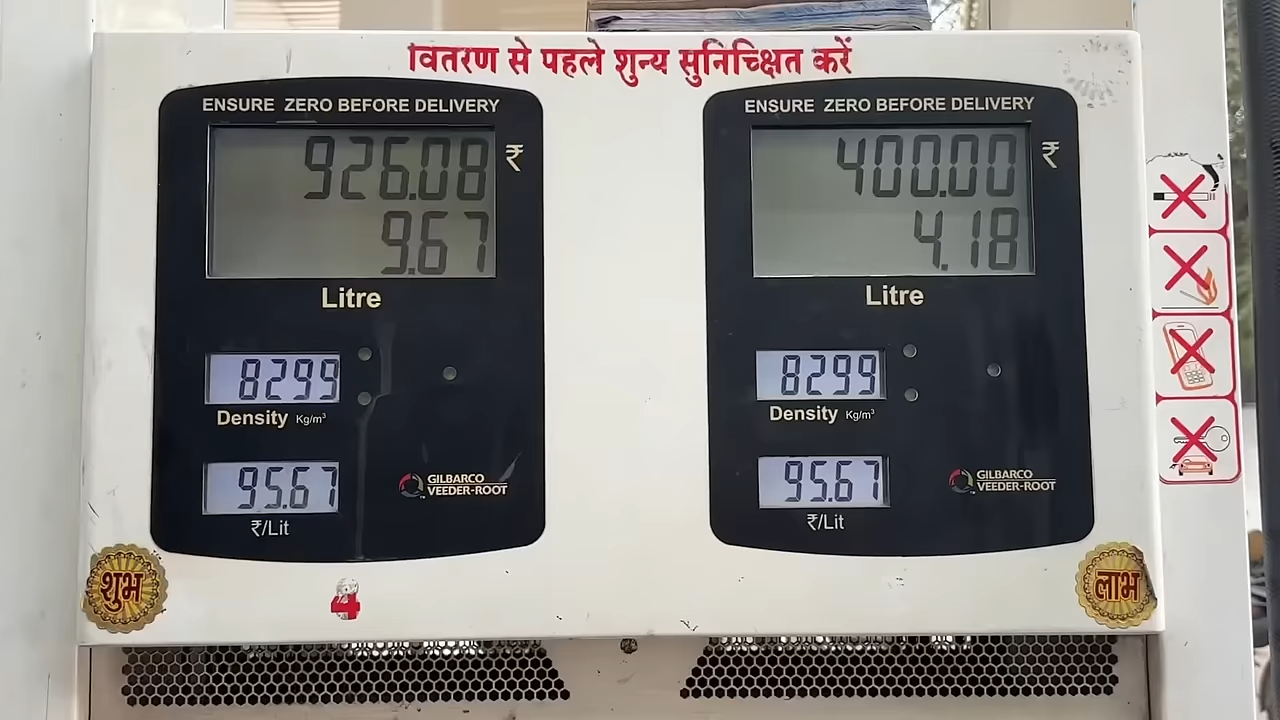 वितरण से पहले शुन्य सुनिच्क्षित करें
ENSURE ZERO BEFORE DELIVERY
926.08 ₹
9.67
Litre
8299
Density Kg/m³
95.67
₹/Lit
GILBARCO
VEEDER-ROOT
ENSURE ZERO BEFORE DELIVERY
400.00 ₹
4.18
Litre
8299
Density Kg/m³
95.67
₹/Lit
GILBARCO
VEEDER-ROOT
शुभ
4
लाभ